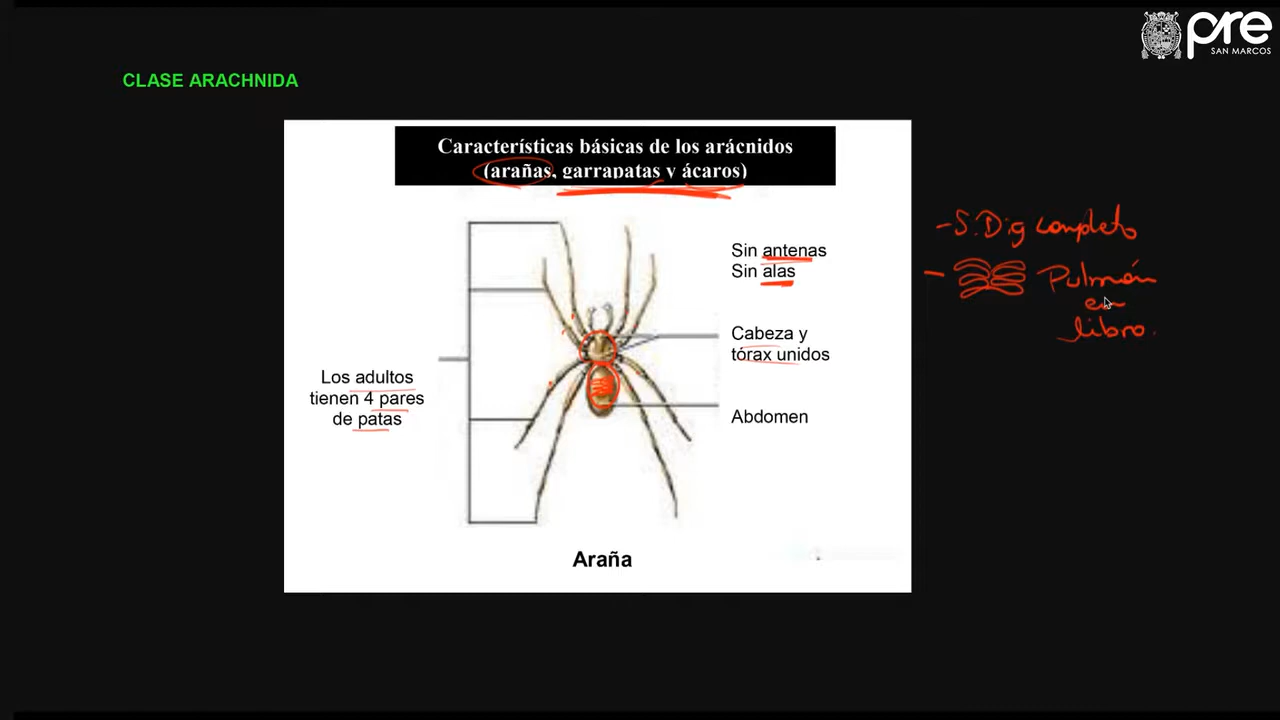 pre
SAN MARCOS
CLASE ARACHNIDA
Características básicas de los arácnidos
(arañas, garrapatas y ácaros)
Sin antenas
Sin alas
Cabeza y
tórax unidos
Los adultos
tienen 4 pares
de patas
Abdomen
Araña
- S. Dig completo
- Pulmón
en
libro.